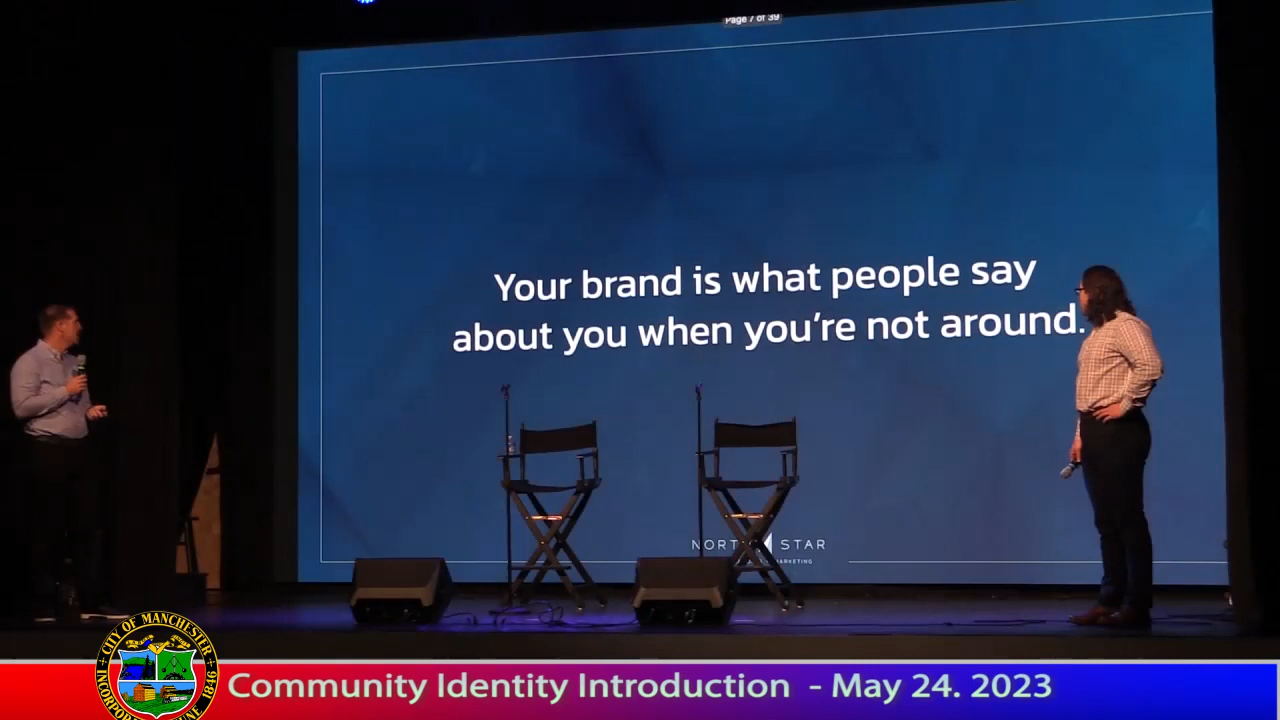 Page 7 of 39
Your brand is what people say
about you when you're not around.
NORTH STAR
MARKETING
CITY OF MANCHESTER
1846
Community Identity Introduction - May 24. 2023